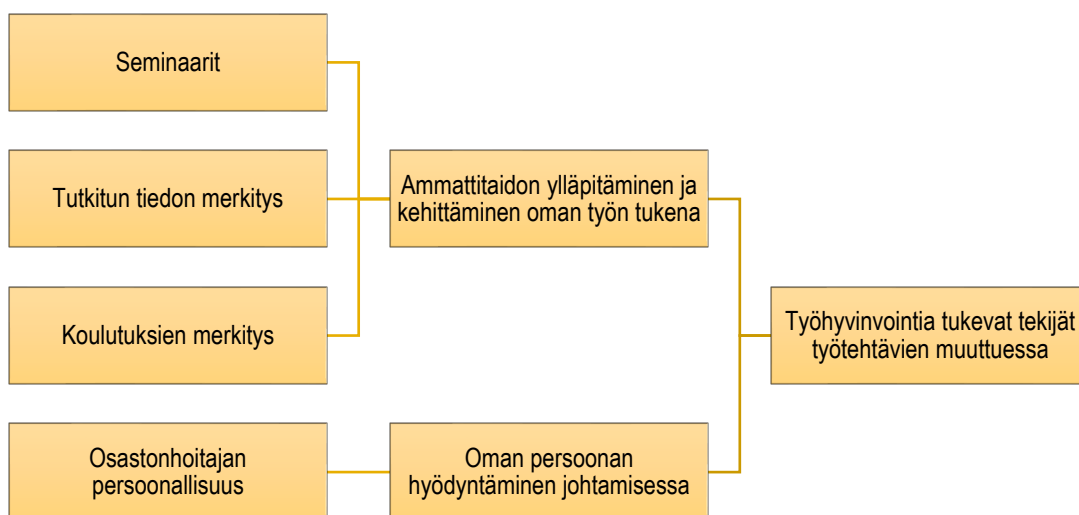 Seminaarit
Tutkitun tiedon merkitys
Koulutuksien merkitys
Osastonhoitajan
persoonallisuus
Ammattitaidon ylläpitäminen ja
kehittäminen oman työn tukena
Oman persoonan
hyödyntäminen johtamisessa
Työhyvinvointia tukevat tekijät
työtehtävien muuttuessa